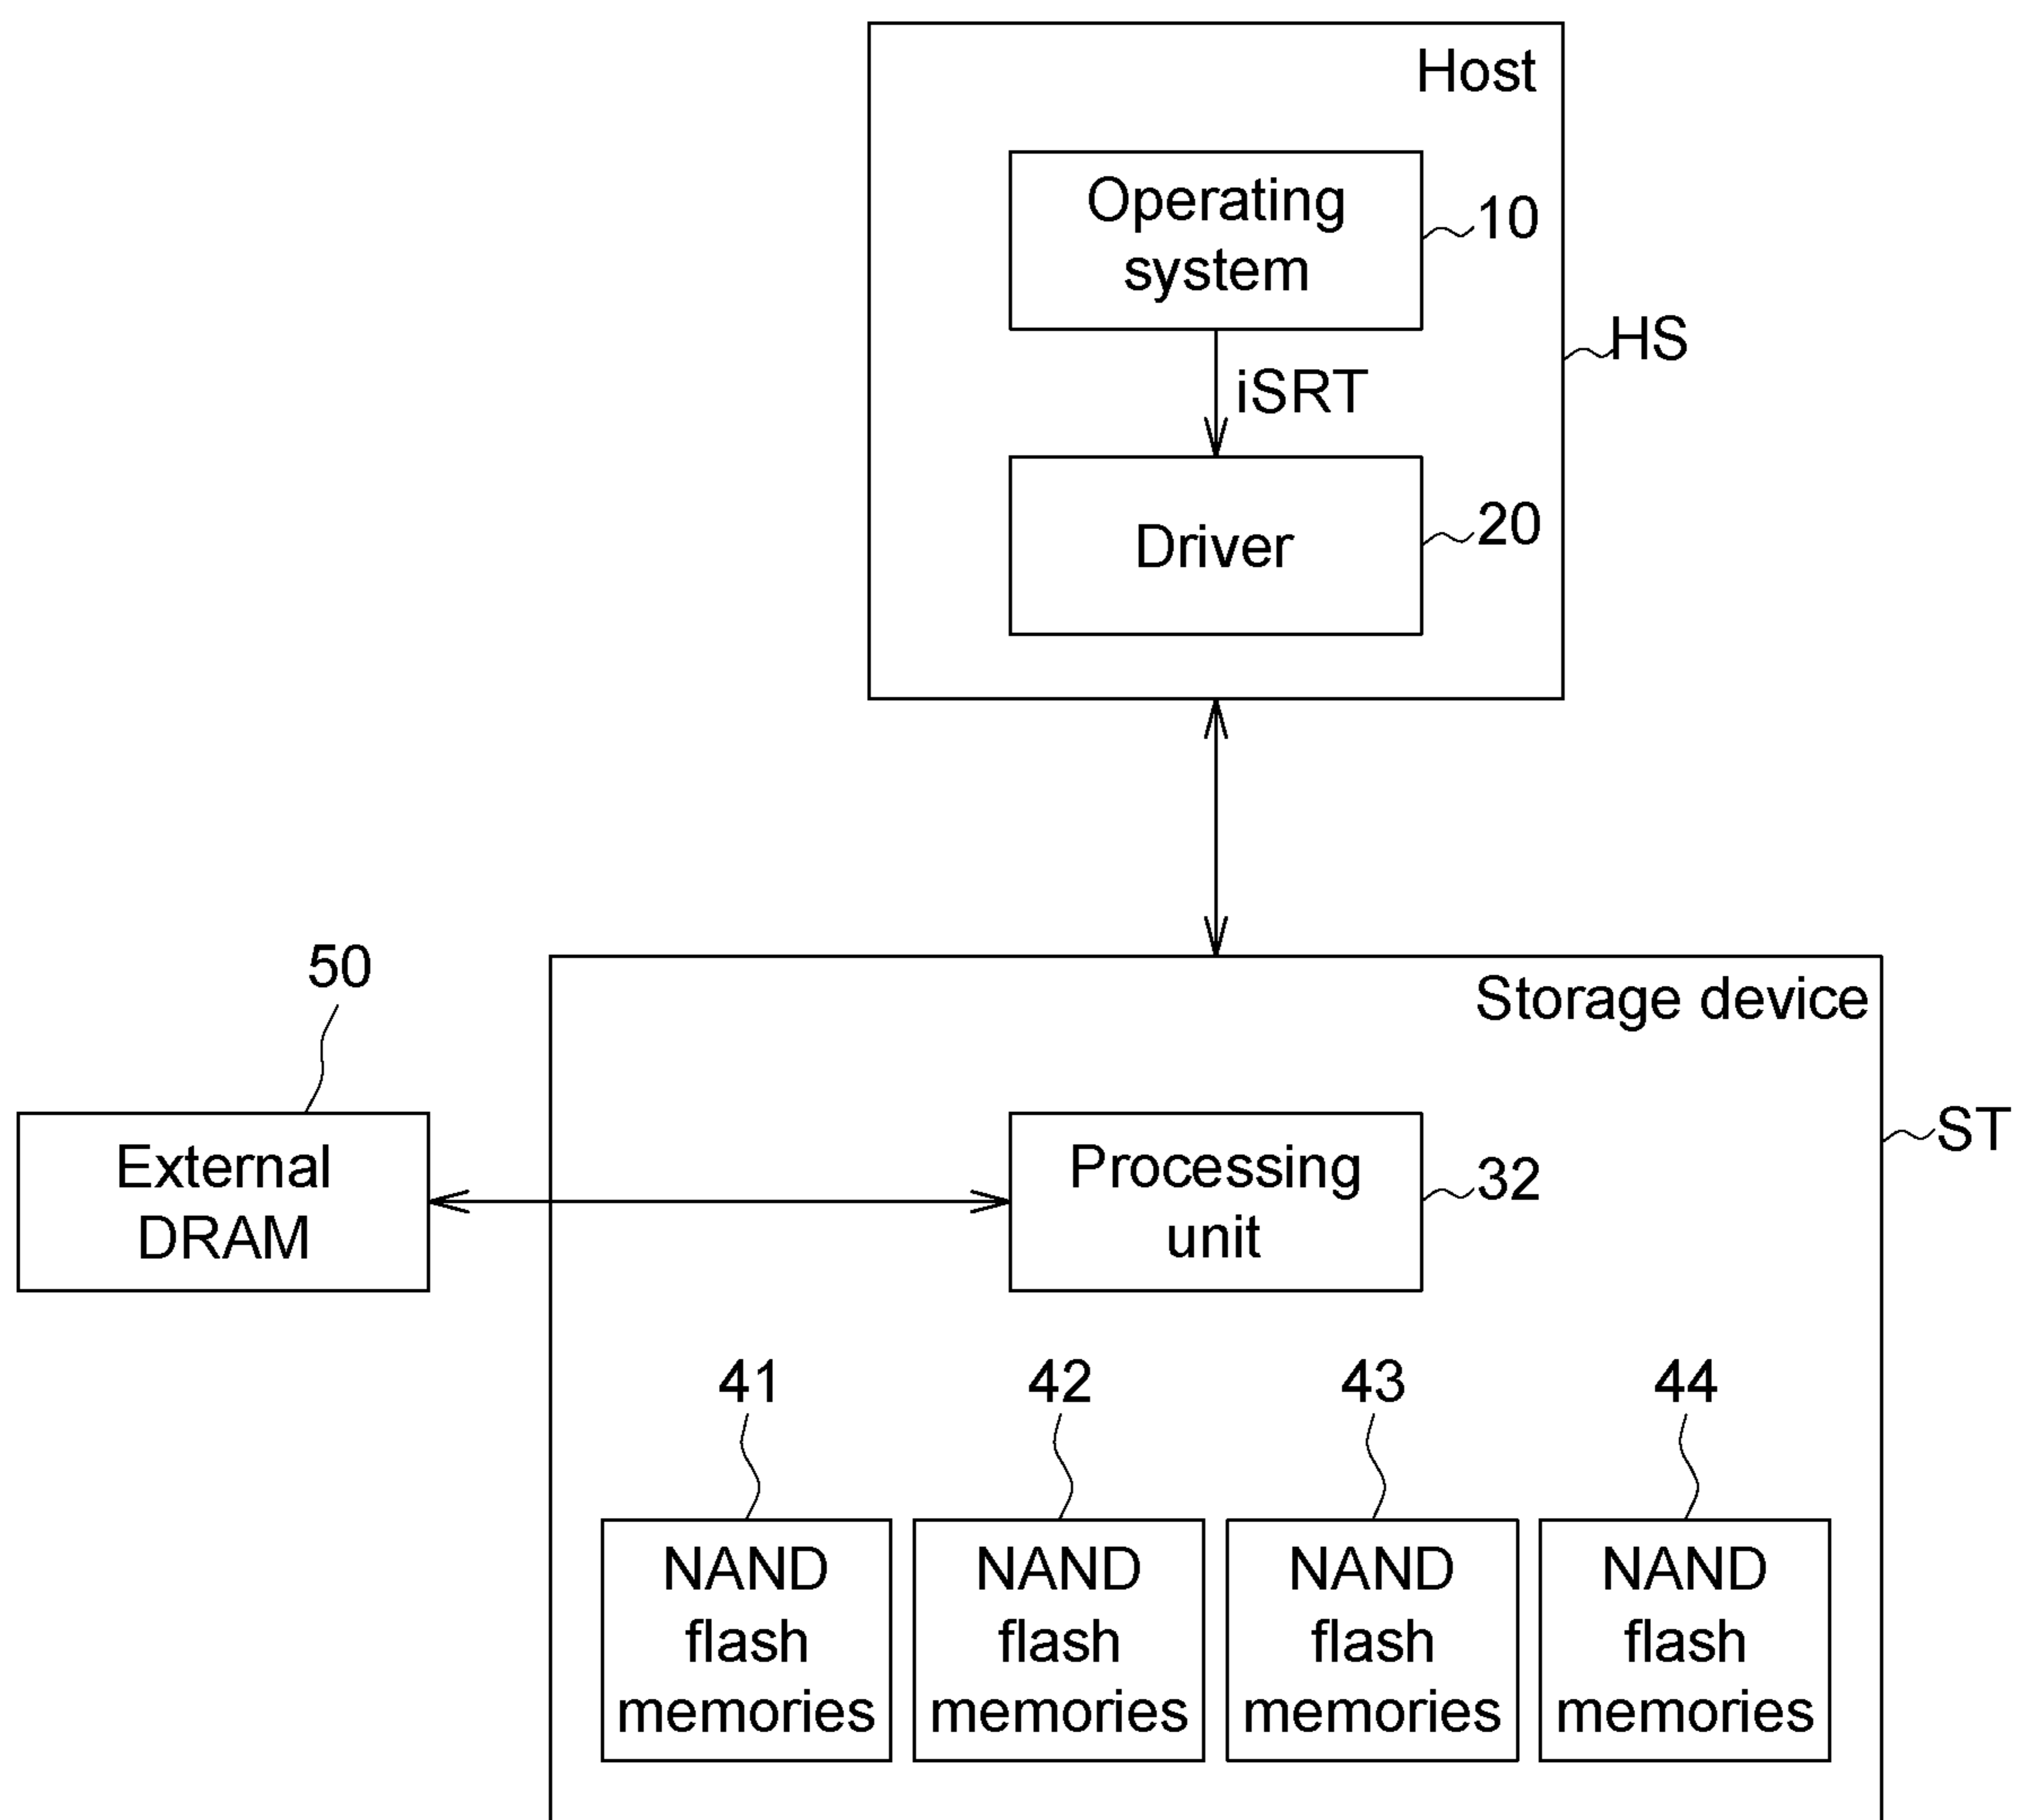 Host
Operating
system
10
HS
iSRT
Driver
20
50
Storage device
External
DRAM
Processing
unit
32
ST
41
42
43
44
NAND
flash
memories
NAND
flash
memories
NAND
flash
memories
NAND
flash
memories